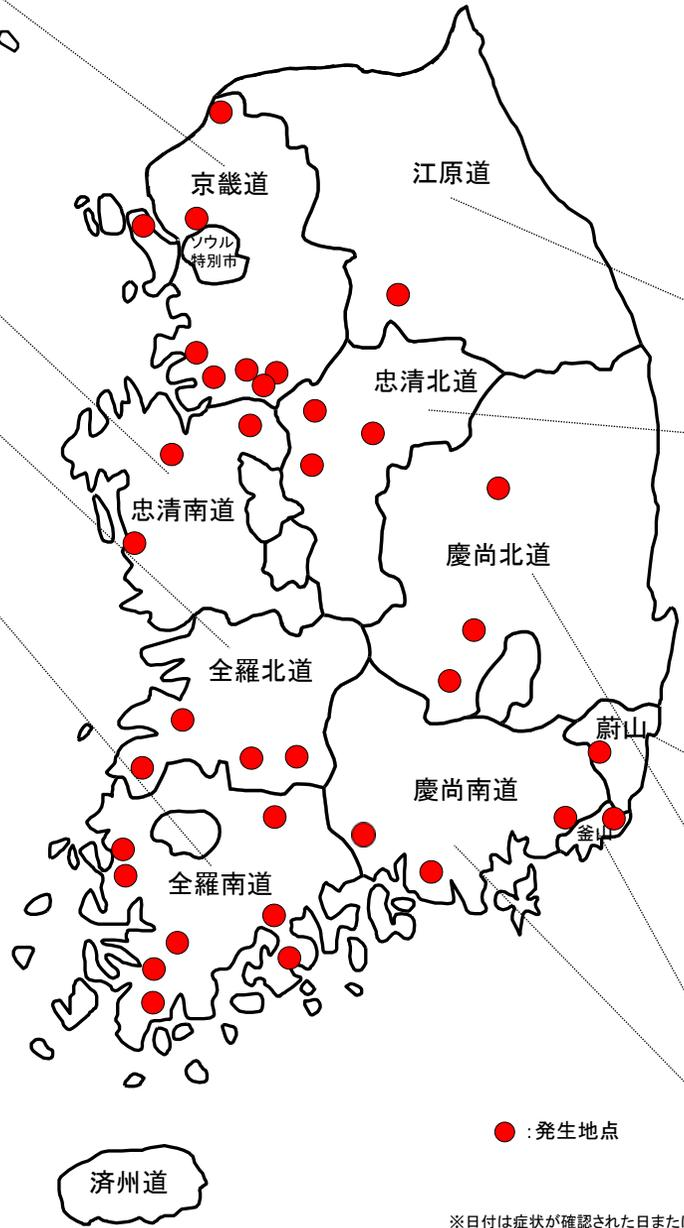 京畿道
江原道
ソウル
特別市
忠清北道
忠清南道
慶尚北道
全羅北道
蔚山
慶尚南道
釜山
全羅南道
:発生地点
済州道
※日付は症状が確認された日また